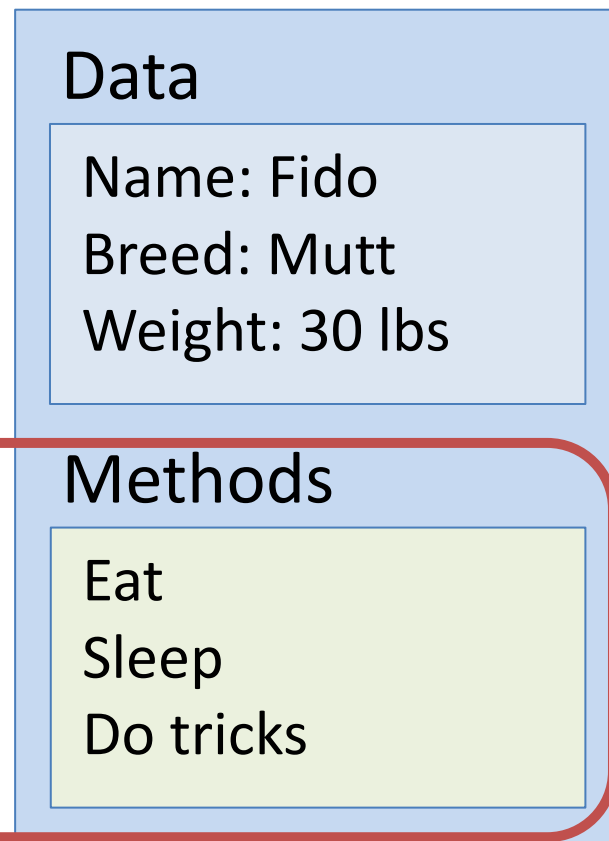 Data
Name: Fido
Breed: Mutt
Weight: 30 lbs
Methods
Eat
Sleep
Do tricks